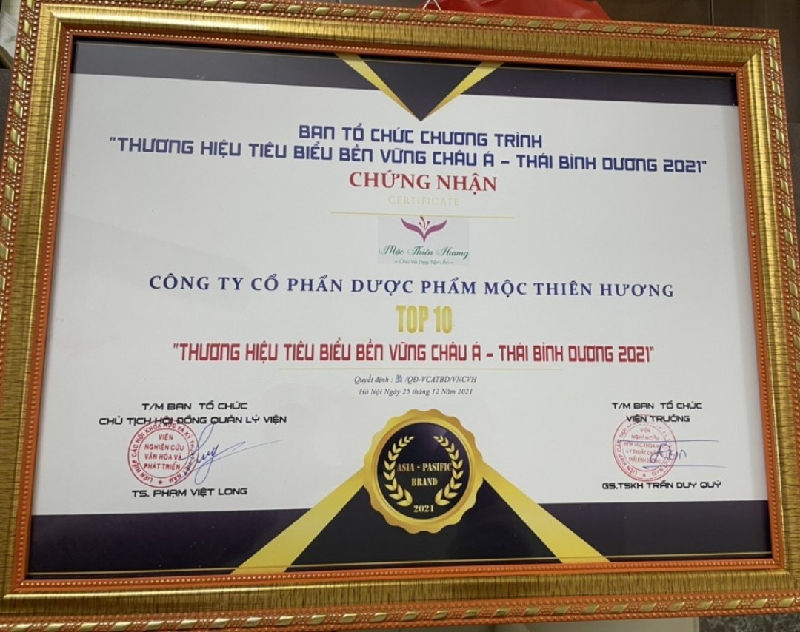 BAN TỔ CHỨC CHƯƠNG TRÌNH
"THƯƠNG HIỆU TIÊU BIỂU BỀN VỮNG CHÂU Á – THÁI BÌNH DƯƠNG 2021"
CHỨNG NHẬN
CERTIFICATE
Mộc Thiên Hương
CÔNG TY CỔ PHẦN DƯỢC PHẨM MỘC THIÊN HƯƠNG
TOP 10
"THƯƠNG HIỆU TIÊU BIỂU BỀN VỮNG CHÂU Á – THÁI BÌNH DƯƠNG 2021"
Quyết định : /QĐ-VCATBD/VNCVH
Hà Nội Ngày 25 tháng 12 Năm 2021
T/M BAN TỔ CHỨC
CHỦ TỊCH HỘI ĐỒNG QUẢN LÝ VIỆN
VIỆN
NGHIÊN CỨU
VĂN HÓA VÀ
PHÁT TRIỂN
TS. PHẠM VIỆT LONG
T/M BAN TỔ CHỨC
VIỆN TRƯỞNG
VIỆN
GS.TSKH TRẦN DUY QUÝ
ASIA - PASIFIC
BRAND
2021